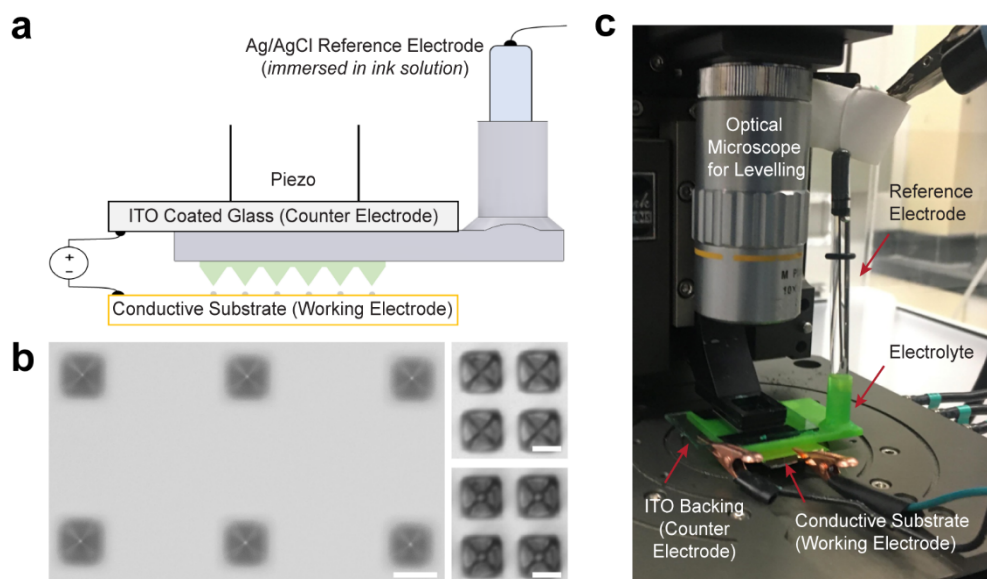 a
Ag/AgCl Reference Electrode
(immersed in ink solution)
Piezo
ITO Coated Glass (Counter Electrode)
+
–
Conductive Substrate (Working Electrode)
b
c
Optical
Microscope
for Levelling
Reference
Electrode
M P
10×
Electrolyte
ITO Backing
(Counter
Electrode)
Conductive Substrate
(Working Electrode)